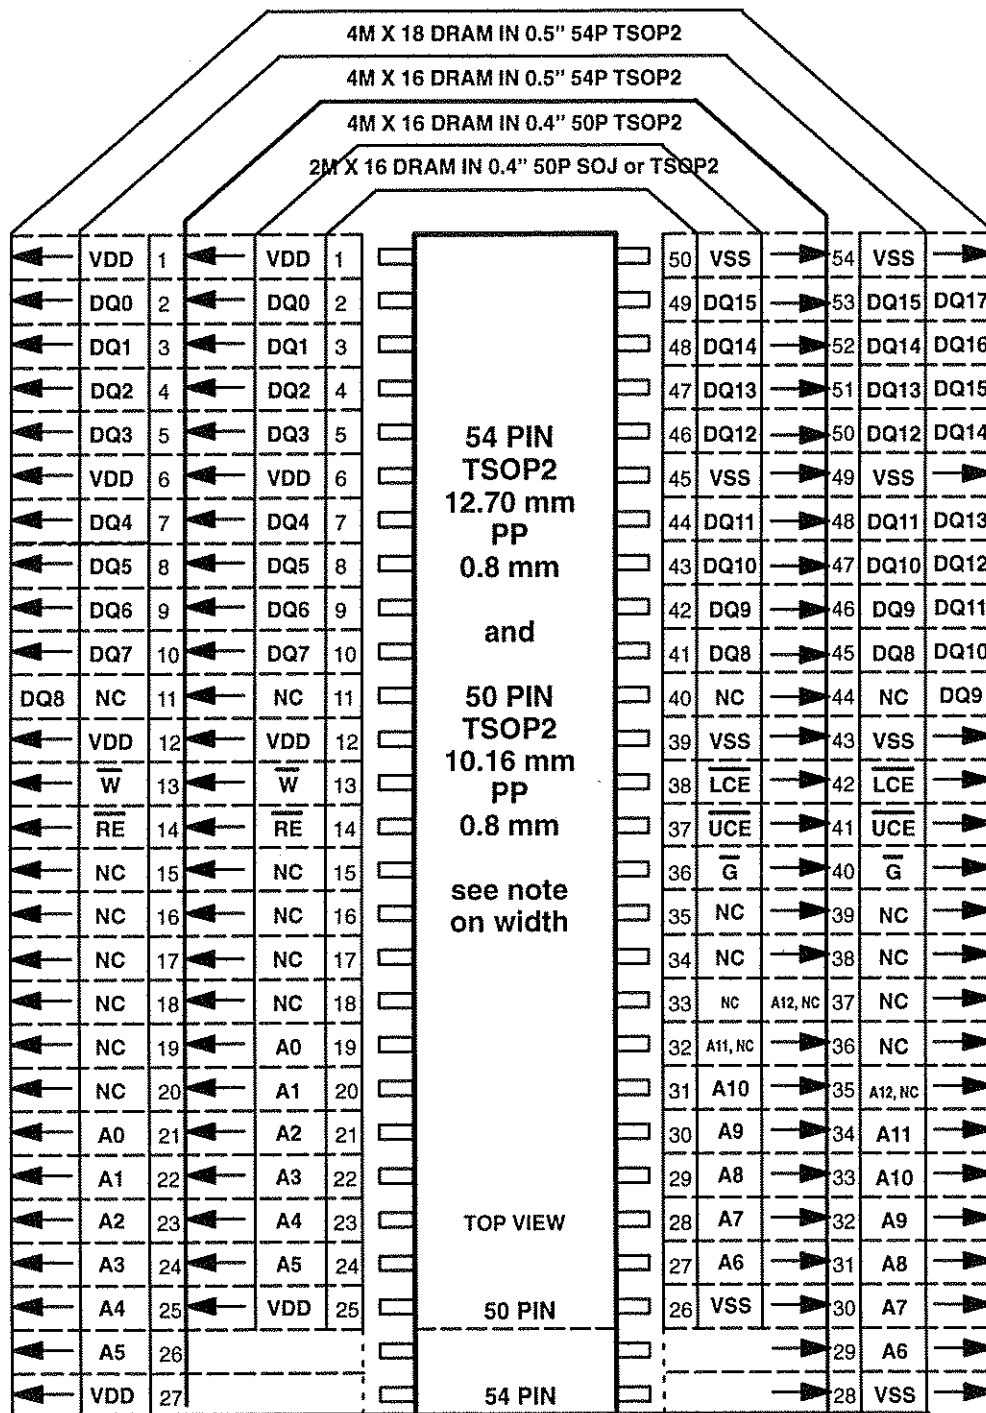 4M X 18 DRAM IN 0.5" 54P TSOP2
4M X 16 DRAM IN 0.5" 54P TSOP2
4M X 16 DRAM IN 0.4" 50P TSOP2
2M X 16 DRAM IN 0.4" 50P SOJ or TSOP2
VDD 1 VDD 1 50 VSS 54 VSS
DQ0 2 DQ0 2 49 DQ15 53 DQ15 DQ17
DQ1 3 DQ1 3 48 DQ14 52 DQ14 DQ16
DQ2 4 DQ2 4 47 DQ13 51 DQ13 DQ15
DQ3 5 DQ3 5 46 DQ12 50 DQ12 DQ14
VDD 6 VDD 6 45 VSS 49 VSS
DQ4 7 DQ4 7 44 DQ11 48 DQ11 DQ13
DQ5 8 DQ5 8 43 DQ10 47 DQ10 DQ12
DQ6 9 DQ6 9 42 DQ9 46 DQ9 DQ11
DQ7 10 DQ7 10 41 DQ8 45 DQ8 DQ10
DQ8 NC 11 NC 11 40 NC 44 NC DQ9
VDD 12 VDD 12 39 VSS 43 VSS
W̅ 13 W̅ 13 38 L̅C̅E̅ 42 L̅C̅E̅
R̅E̅ 14 R̅E̅ 14 37 U̅C̅E̅ 41 U̅C̅E̅
NC 15 NC 15 36 G̅ 40 G̅
NC 16 NC 16 35 NC 39 NC
NC 17 NC 17 34 NC 38 NC
NC 18 NC 18 33 NC A12, NC 37 NC
NC 19 A0 19 32 A11, NC 36 NC
NC 20 A1 20 31 A10 35 A12, NC
A0 21 A2 21 30 A9 34 A11
A1 22 A3 22 29 A8 33 A10
A2 23 A4 23 28 A7 32 A9
A3 24 A5 24 27 A6 31 A8
A4 25 VDD 25 26 VSS 30 A7
A5 26 29 A6
VDD 27 28 VSS
54 PIN
TSOP2
12.70 mm
PP
0.8 mm
and
50 PIN
TSOP2
10.16 mm
PP
0.8 mm
see note
on width
TOP VIEW
50 PIN
54 PIN